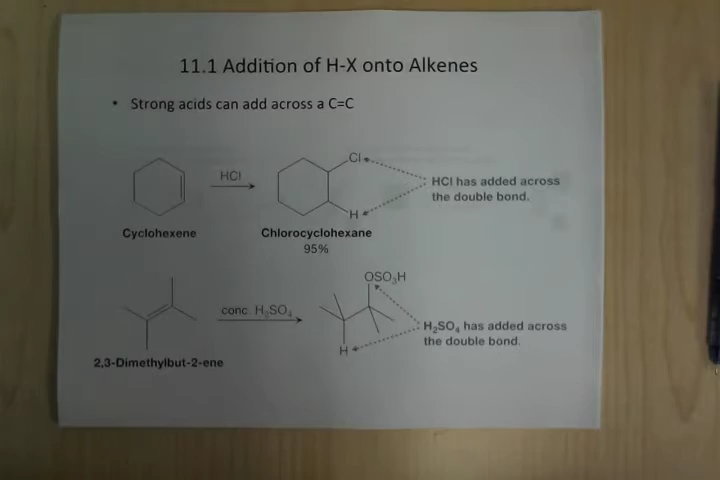 11.1 Addition of H-X onto Alkenes
• Strong acids can add across a C=C
HCl
Cl
H
HCl has added across
the double bond.
Cyclohexene
Chlorocyclohexane
95%
conc. H₂SO₄
OSO₃H
H
H₂SO₄ has added across
the double bond.
2,3-Dimethylbut-2-ene